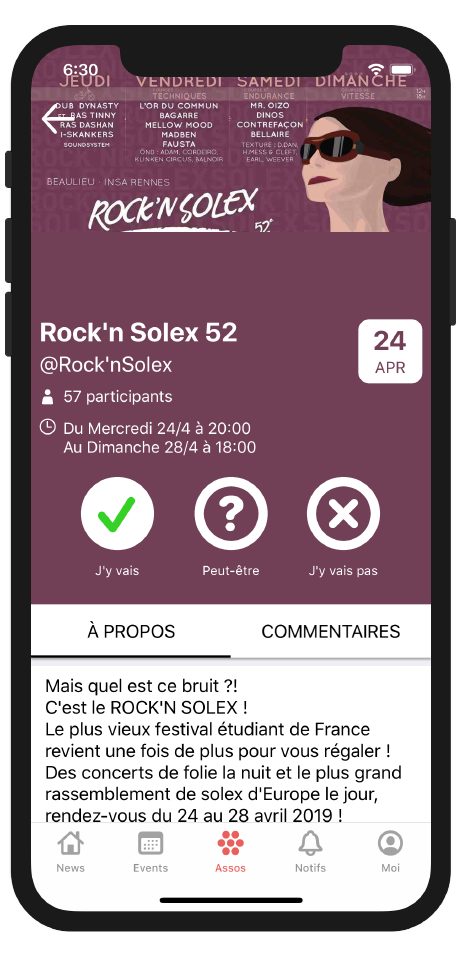 6:30
JEUDI VENDREDI SAMEDI DIMANCHE
TECHNIQUES ENDURANCE VITESSE
DUB DYNASTY
FT. RAS TINNY
RAS DASHAN
I-SKANKERS
SOUNDSYSTEM
L'OR DU COMMUN
BAGARRE
MELLOW MOOD
MADBEN
FAUSTA
ÖND · ADAM, CORDEIRO,
KLINKEN CIRCUS, BALNOIR
MR. OIZO
DINOS
CONTREFAÇON
BELLAIRE
TEXTURE : D.DAN,
H.MESS & CLEFT,
EARL, WEEVER
BEAULIEU · INSA RENNES
ROCK'N SOLEX
52e
Rock'n Solex 52
@Rock'nSolex
24
APR
57 participants
Du Mercredi 24/4 à 20:00
Au Dimanche 28/4 à 18:00
J'y vais Peut-être J'y vais pas
À PROPOS COMMENTAIRES
Mais quel est ce bruit ?!
C'est le ROCK'N SOLEX !
Le plus vieux festival étudiant de France
revient une fois de plus pour vous régaler !
Des concerts de folie la nuit et le plus grand
rassemblement de solex d'Europe le jour,
rendez-vous du 24 au 28 avril 2019 !
News Events Assos Notifs Moi